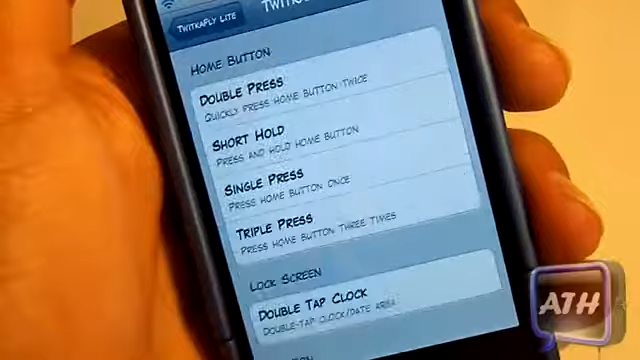 TwitkaFly Lite
Home Button
Double Press
Quickly press home button twice
Short Hold
Press and hold home button
Single Press
Press home button once
Triple Press
Press home button three times
Lock Screen
Double Tap Clock
Double-tap clock/date area
ATH